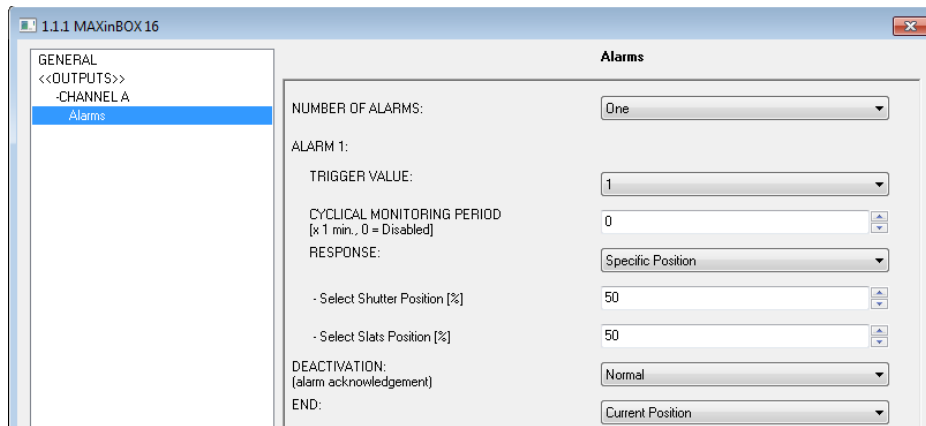 1.1.1 MAXinBOX 16
GENERAL
<<OUTPUTS>>
-CHANNEL A
Alarms
Alarms
NUMBER OF ALARMS:
One
ALARM 1:
TRIGGER VALUE:
1
CYCLICAL MONITORING PERIOD
[x 1 min., 0 = Disabled]
0
RESPONSE:
Specific Position
- Select Shutter Position [%]
50
- Select Slats Position [%]
50
DEACTIVATION:
(alarm acknowledgement)
Normal
END:
Current Position